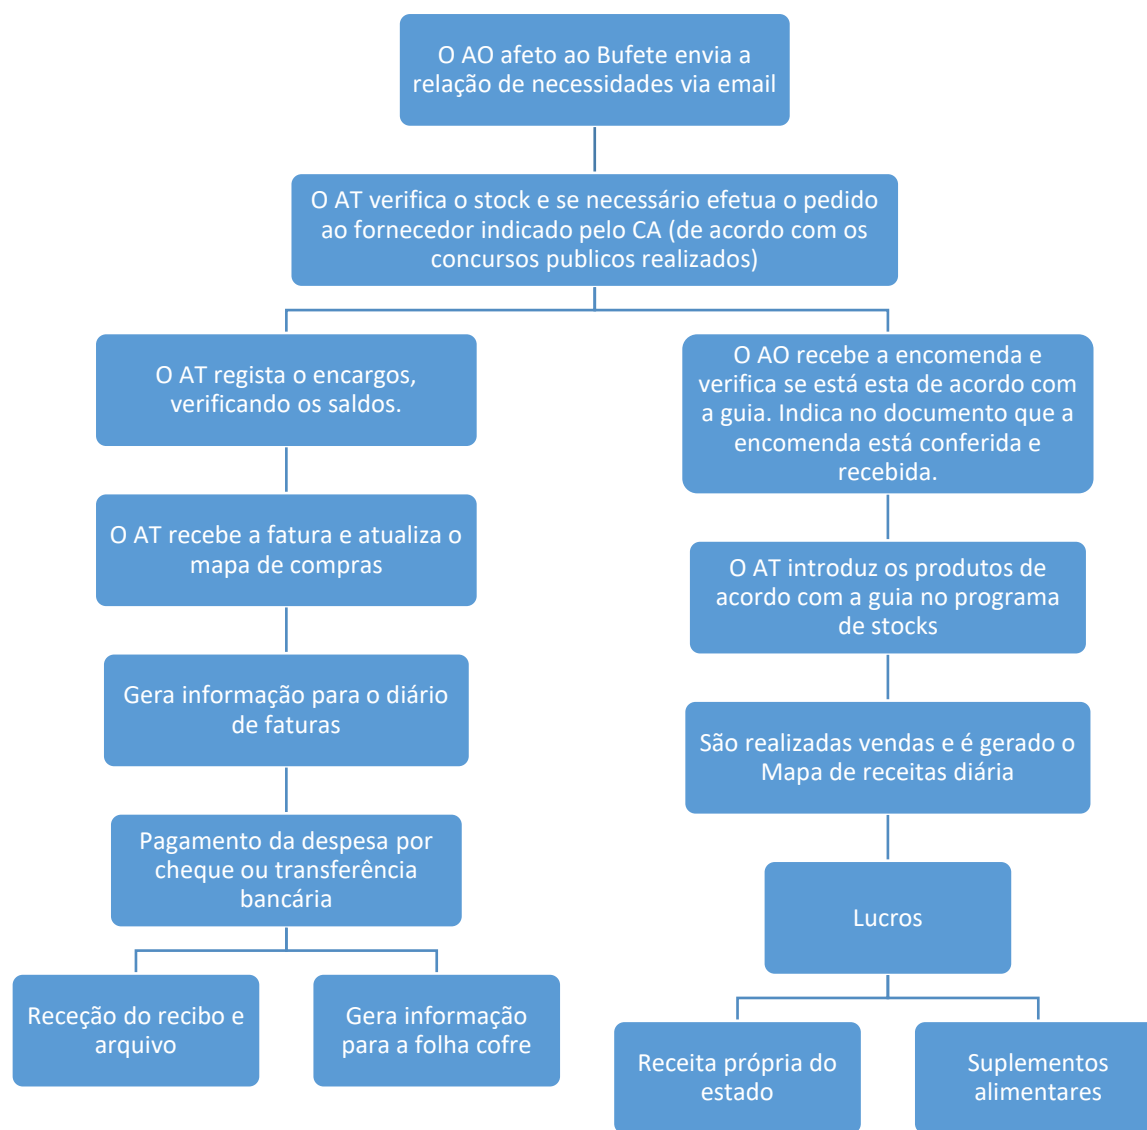 O AO afeto ao Bufete envia a
relação de necessidades via email
O AT verifica o stock e se necessário efetua o pedido
ao fornecedor indicado pelo CA (de acordo com os
concursos publicos realizados)
O AT regista o encargos,
verificando os saldos.
O AO recebe a encomenda e
verifica se está esta de acordo com
a guia. Indica no documento que a
encomenda está conferida e
recebida.
O AT recebe a fatura e atualiza o
mapa de compras
O AT introduz os produtos de
acordo com a guia no programa
de stocks
Gera informação para o diário
de faturas
São realizadas vendas e é gerado o
Mapa de receitas diária
Pagamento da despesa por
cheque ou transferência
bancária
Lucros
Receção do recibo e
arquivo
Gera informação
para a folha cofre
Receita própria do
estado
Suplementos
alimentares